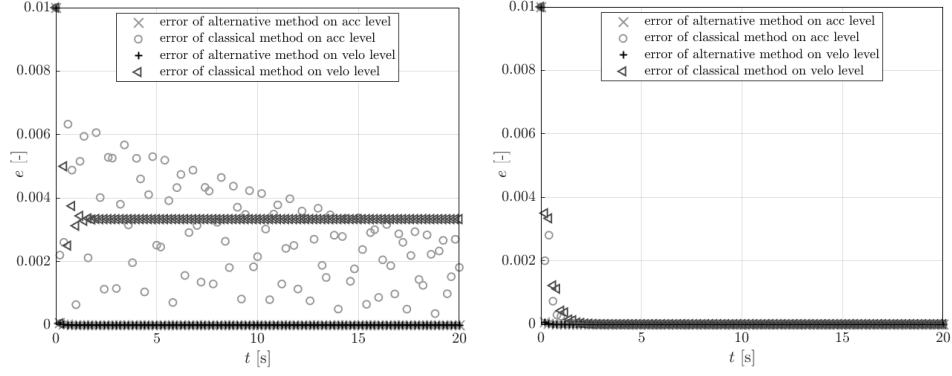 0.01
0.008
0.006
0.004
0.002
0
e [-]
error of alternative method on acc level
error of classical method on acc level
error of alternative method on velo level
error of classical method on velo level
0 5 10 15 20
t [s]
0.01
0.008
0.006
0.004
0.002
0
e [-]
error of alternative method on acc level
error of classical method on acc level
error of alternative method on velo level
error of classical method on velo level
0 5 10 15 20
t [s]